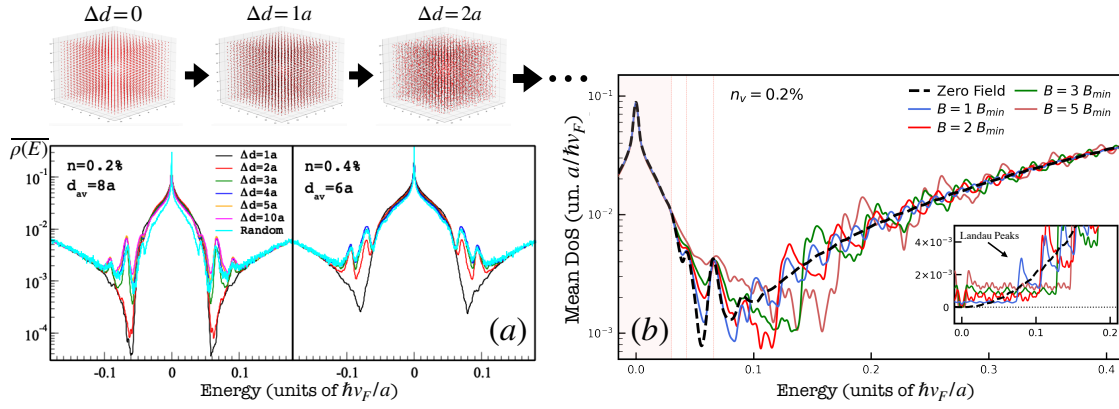 Δd = 0
Δd = 1a
Δd = 2a
ρ(E)
10⁻¹
10⁻²
10⁻³
10⁻⁴
n=0.2%
d_av=8a
Δd=1a
Δd=2a
Δd=3a
Δd=4a
Δd=5a
Δd=10a
Random
n=0.4%
d_av=6a
(a)
-0.1
0
0.1
-0.1
0
0.1
Energy (units of ħv_F/a)
Mean DoS (un. a/ħv_F)
10⁻¹
10⁻²
10⁻³
n_v = 0.2%
Zero Field
B = 1 B_min
B = 2 B_min
B = 3 B_min
B = 5 B_min
Landau Peaks
4×10⁻³
2×10⁻³
0
0.0
0.1
0.2
(b)
0.0
0.1
0.2
0.3
0.4
Energy (units of ħv_F/a)